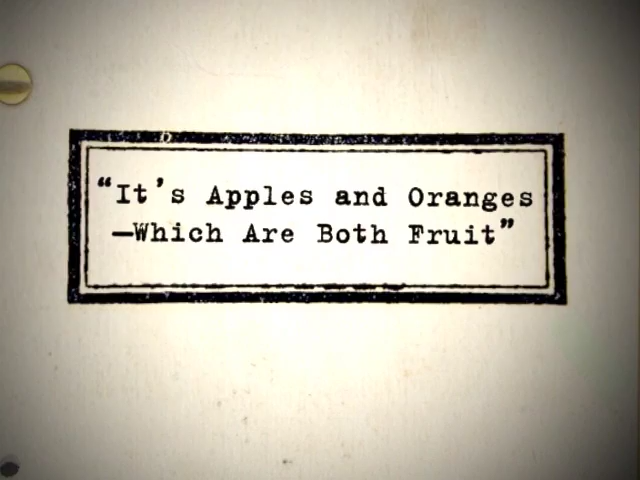 “It's Apples and Oranges
—Which Are Both Fruit”